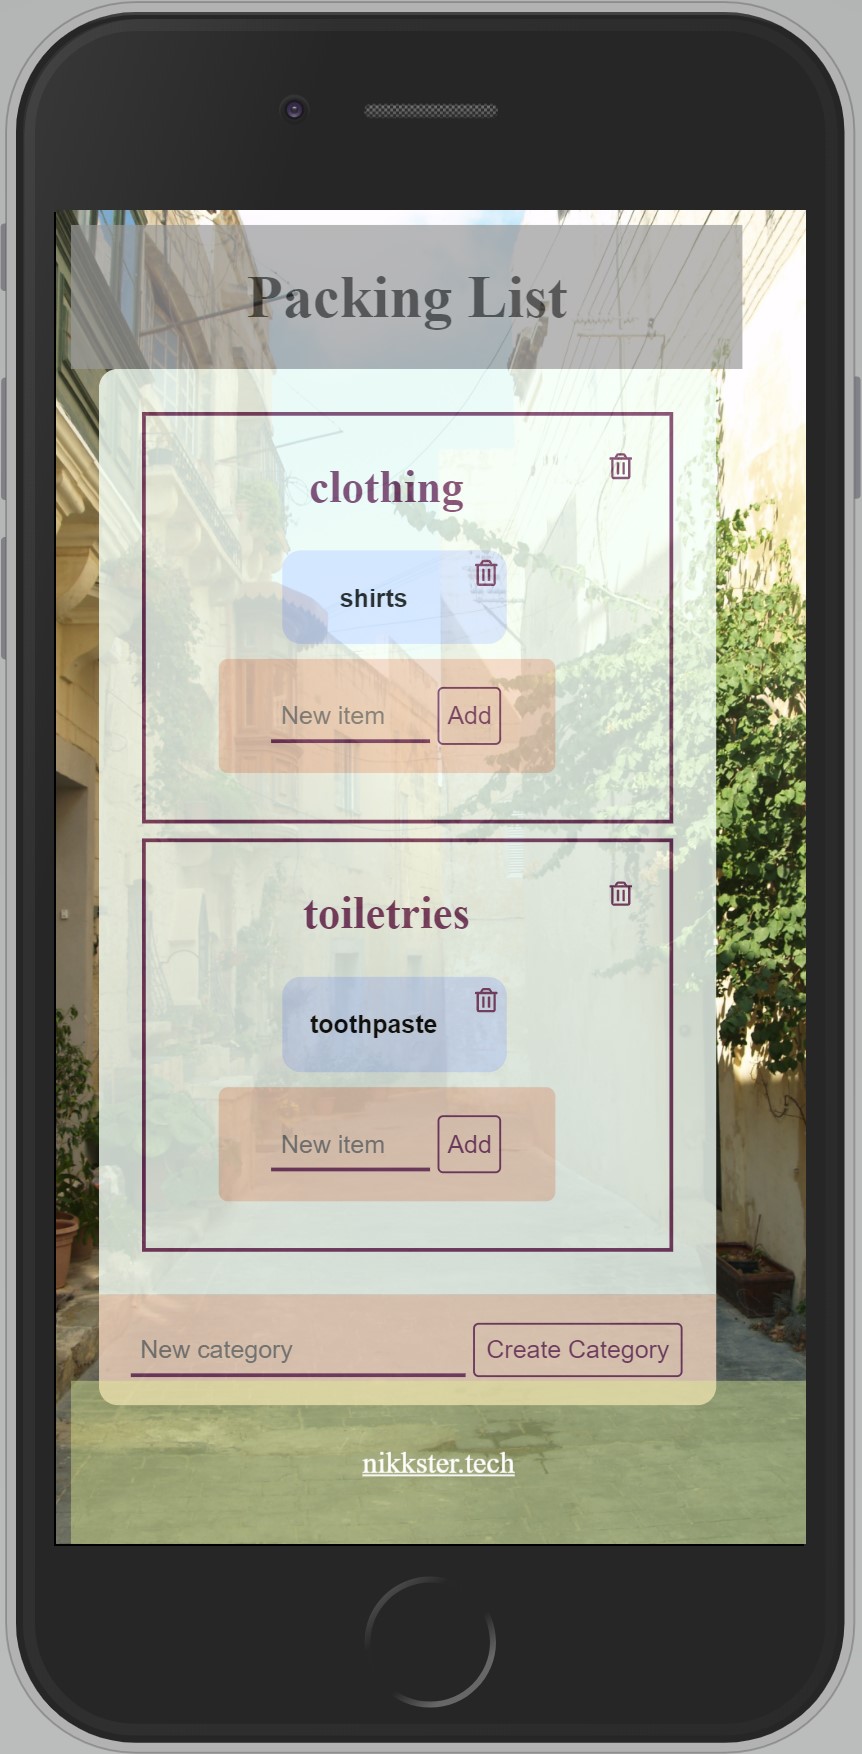 Packing List
clothing
shirts
New item Add
toiletries
toothpaste
New item Add
New category Create Category
nikkster.tech